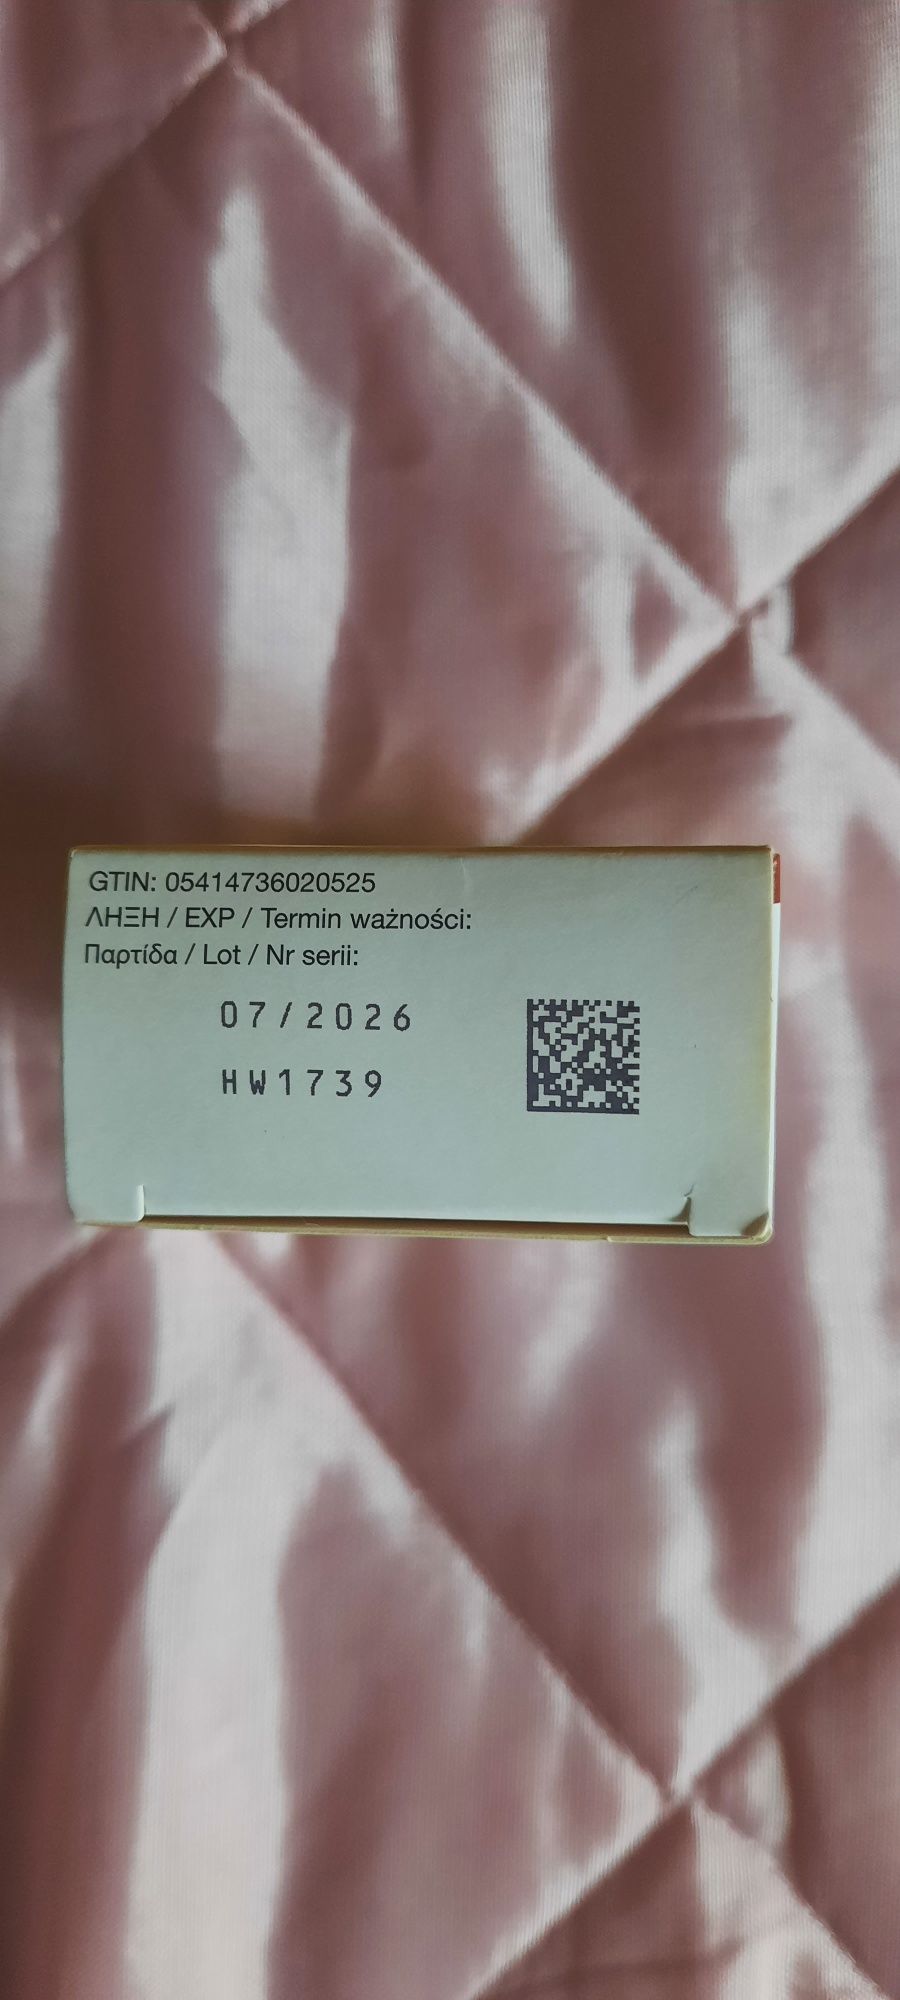 GTIN: 05414736020525
ΛΗΞΗ / EXP / Termin ważności:
Παρτίδα / Lot / Nr serii:
07/2026
HW1739